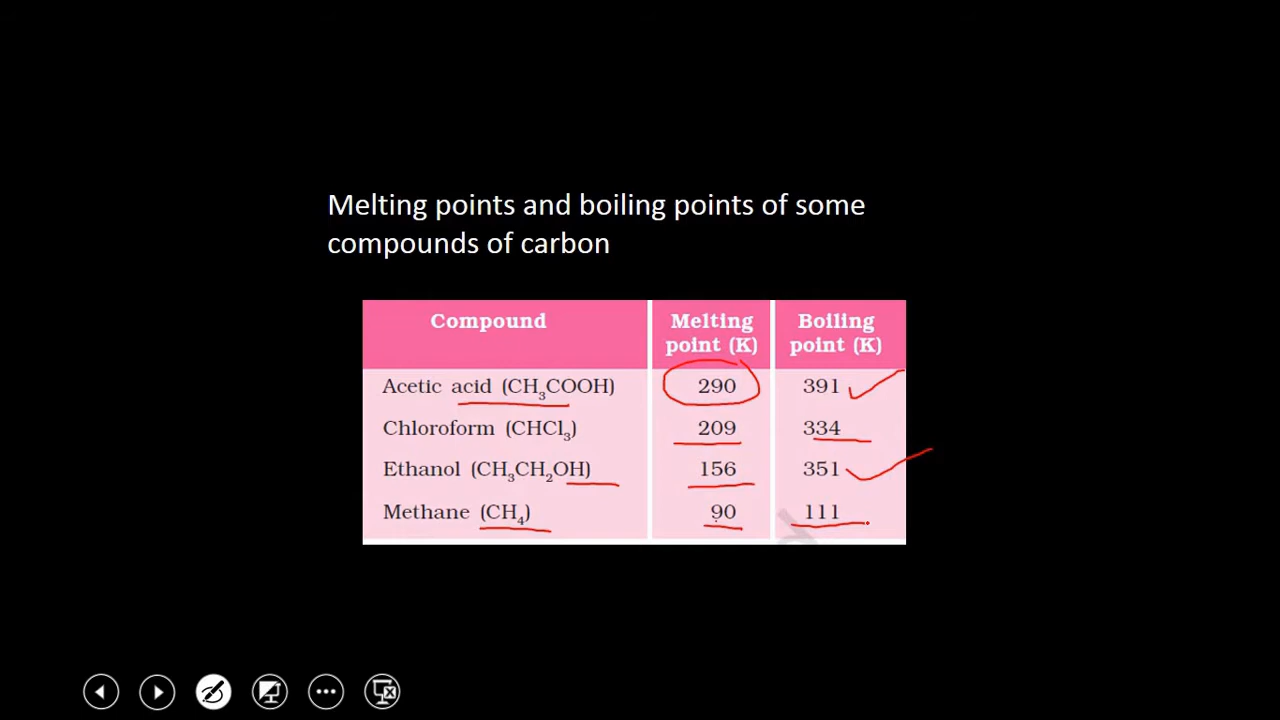 Melting points and boiling points of some
compounds of carbon
Compound Melting point (K) Boiling point (K)
Acetic acid (CH₃COOH) 290 391
Chloroform (CHCl₃) 209 334
Ethanol (CH₃CH₂OH) 156 351
Methane (CH₄) 90 111